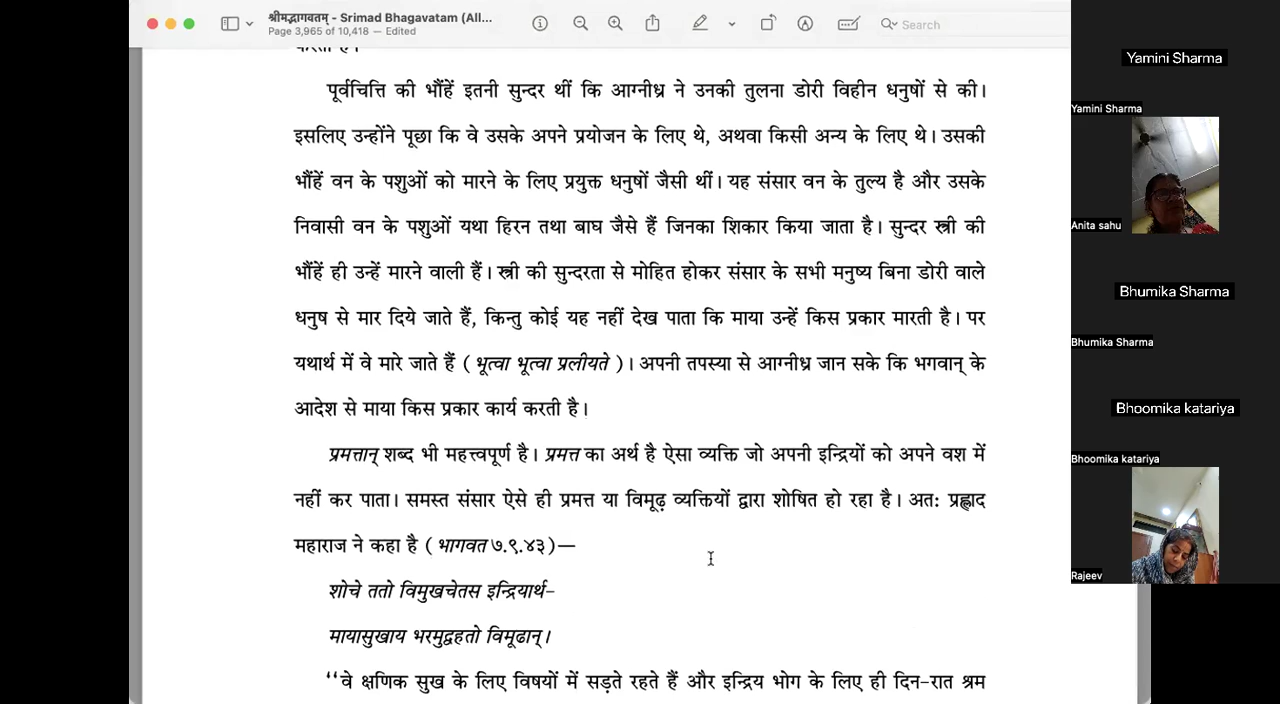 श्रीमद्भागवतम् - Srimad Bhagavatam (All...
Page 3,965 of 10,418 — Edited
Search
करता है।
पूर्वचित्ति की भौंहें इतनी सुन्दर थीं कि आग्नीध्र ने उनकी तुलना डोरी विहीन धनुषों से की।
इसलिए उन्होंने पूछा कि वे उसके अपने प्रयोजन के लिए थे, अथवा किसी अन्य के लिए थे। उसकी
भौंहें वन के पशुओं को मारने के लिए प्रयुक्त धनुषों जैसी थीं। यह संसार वन के तुल्य है और उसके
निवासी वन के पशुओं यथा हिरन तथा बाघ जैसे हैं जिनका शिकार किया जाता है। सुन्दर स्त्री की
भौंहें ही उन्हें मारने वाली हैं। स्त्री की सुन्दरता से मोहित होकर संसार के सभी मनुष्य बिना डोरी वाले
धनुष से मार दिये जाते हैं, किन्तु कोई यह नहीं देख पाता कि माया उन्हें किस प्रकार मारती है। पर
यथार्थ में वे मारे जाते हैं ( भूत्वा भूत्वा प्रलीयते )। अपनी तपस्या से आग्नीध्र जान सके कि भगवान् के
आदेश से माया किस प्रकार कार्य करती है।
प्रमत्तान् शब्द भी महत्त्वपूर्ण है। प्रमत्त का अर्थ है ऐसा व्यक्ति जो अपनी इन्द्रियों को अपने वश में
नहीं कर पाता। समस्त संसार ऐसे ही प्रमत्त या विमूढ़ व्यक्तियों द्वारा शोषित हो रहा है। अत: प्रह्लाद
महाराज ने कहा है ( भागवत ७.९.४३)—
शोचे ततो विमुखचेतस इन्द्रियार्थ-
मायासुखाय भरमुद्वहतो विमूढान्।
‘‘वे क्षणिक सुख के लिए विषयों में सड़ते रहते हैं और इन्द्रिय भोग के लिए ही दिन-रात श्रम
Yamini Sharma
Yamini Sharma
Anita sahu
Bhumika Sharma
Bhumika Sharma
Bhoomika katariya
Bhoomika katariya
Rajeev